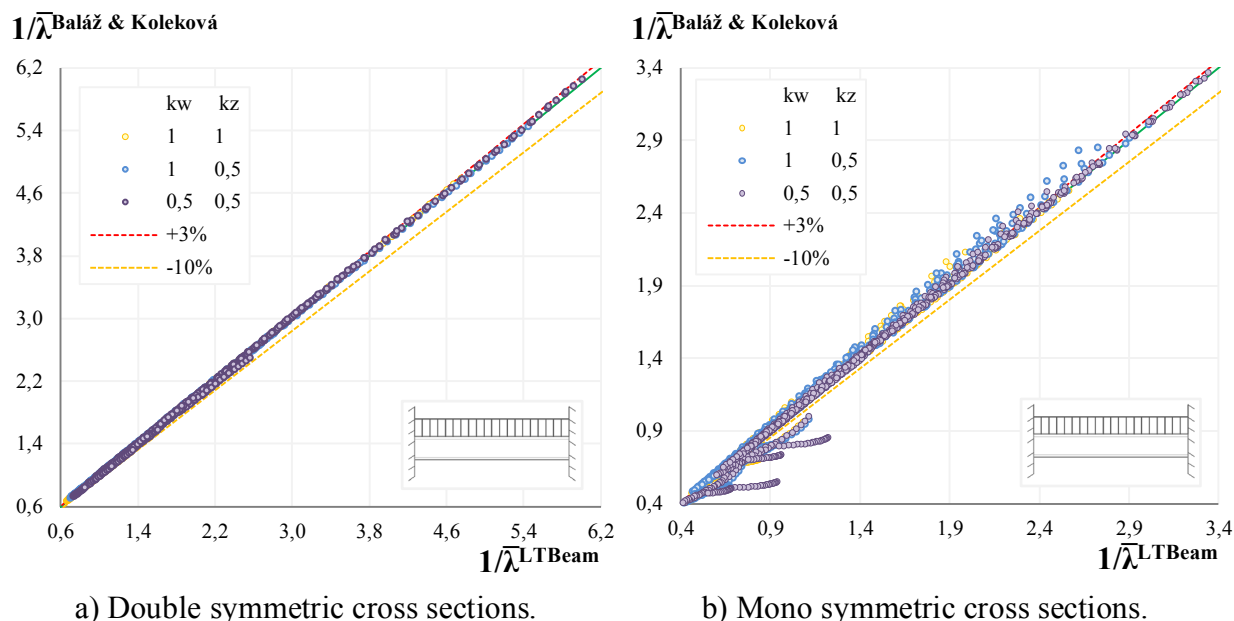 1/λ̅ Baláž & Koleková
6,2
5,4
4,6
3,8
3,0
2,2
1,4
0,6
kw kz
1 1
1 0,5
0,5 0,5
+3%
-10%
0,6 1,4 2,2 3,0 3,8 4,6 5,4 6,2
1/λ̅ LTBeam
a) Double symmetric cross sections.
1/λ̅ Baláž & Koleková
3,4
2,9
2,4
1,9
1,4
0,9
0,4
kw kz
1 1
1 0,5
0,5 0,5
+3%
-10%
0,4 0,9 1,4 1,9 2,4 2,9 3,4
1/λ̅ LTBeam
b) Mono symmetric cross sections.